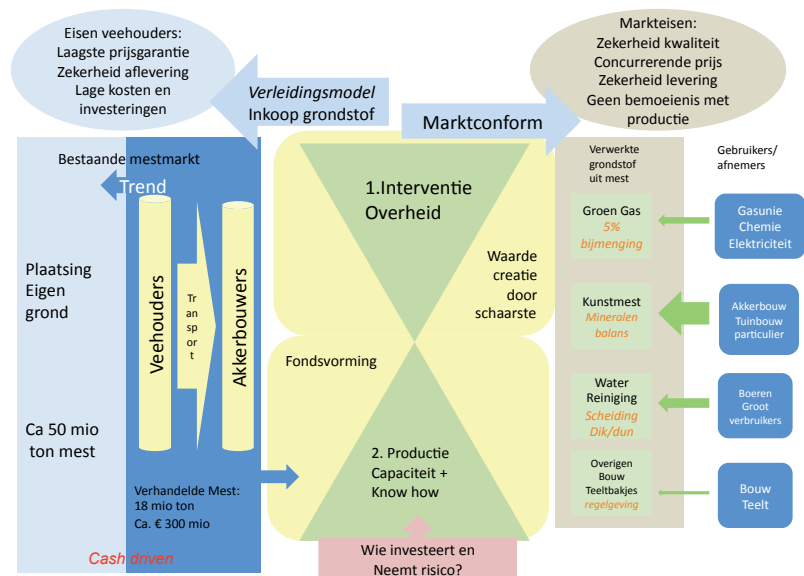 Eisen veehouders:
Laagste prijsgarantie
Zekerheid aflevering
Lage kosten en
investeringen
Verleidingsmodel
Inkoop grondstof
Marktconform
Markteisen:
Zekerheid kwaliteit
Concurrerende prijs
Zekerheid levering
Geen bemoeienis met
productie
Bestaande mestmarkt
Trend
Plaatsing
Eigen
grond
Ca 50 mio
ton mest
Veehouders
Tr
an
sp
or
t
Akkerbouwers
Verhandelde Mest:
18 mio ton
Ca. € 300 mio
Cash driven
1.Interventie
Overheid
Waarde
creatie
door
schaarste
Fondsvorming
2. Productie
Capaciteit +
Know how
Wie investeert en
Neemt risico?
Verwerkte
grondstof
uit mest
Gebruikers/
afnemers
Groen Gas
5%
bijmenging
Gasunie
Chemie
Elektriciteit
Kunstmest
Mineralen
balans
Akkerbouw
Tuinbouw
particulier
Water
Reiniging
Scheiding
Dik/dun
Boeren
Groot
verbruikers
Overigen
Bouw
Teeltbakjes
regelgeving
Bouw
Teelt